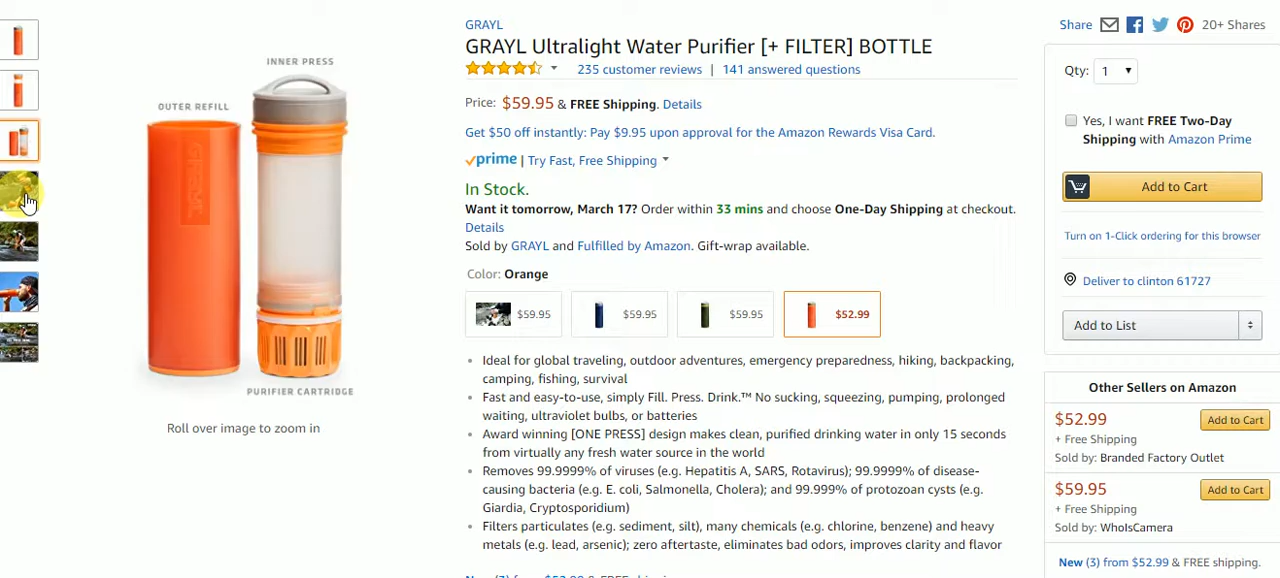 INNER PRESS
OUTER REFILL
PURIFIER CARTRIDGE
Roll over image to zoom in
GRAYL
GRAYL Ultralight Water Purifier [+ FILTER] BOTTLE
235 customer reviews | 141 answered questions
Price: $59.95 & FREE Shipping. Details
Get $50 off instantly: Pay $9.95 upon approval for the Amazon Rewards Visa Card.
prime | Try Fast, Free Shipping
In Stock.
Want it tomorrow, March 17? Order within 33 mins and choose One-Day Shipping at checkout.
Details
Sold by GRAYL and Fulfilled by Amazon. Gift-wrap available.
Color: Orange
$59.95 $59.95 $59.95 $52.99
• Ideal for global traveling, outdoor adventures, emergency preparedness, hiking, backpacking,
camping, fishing, survival
• Fast and easy-to-use, simply Fill. Press. Drink.™ No sucking, squeezing, pumping, prolonged
waiting, ultraviolet bulbs, or batteries
• Award winning [ONE PRESS] design makes clean, purified drinking water in only 15 seconds
from virtually any fresh water source in the world
• Removes 99.9999% of viruses (e.g. Hepatitis A, SARS, Rotavirus); 99.9999% of disease-
causing bacteria (e.g. E. coli, Salmonella, Cholera); and 99.999% of protozoan cysts (e.g.
Giardia, Cryptosporidium)
• Filters particulates (e.g. sediment, silt), many chemicals (e.g. chlorine, benzene) and heavy
metals (e.g. lead, arsenic); zero aftertaste, eliminates bad odors, improves clarity and flavor
New (3) from $52.99 & FREE
Share 20+ Shares
Qty: 1
Yes, I want FREE Two-Day
Shipping with Amazon Prime
Add to Cart
Turn on 1-Click ordering for this browser
Deliver to clinton 61727
Add to List
Other Sellers on Amazon
$52.99 Add to Cart
+ Free Shipping
Sold by: Branded Factory Outlet
$59.95 Add to Cart
+ Free Shipping
Sold by: WhoIsCamera
New (3) from $52.99 & FREE shipping.